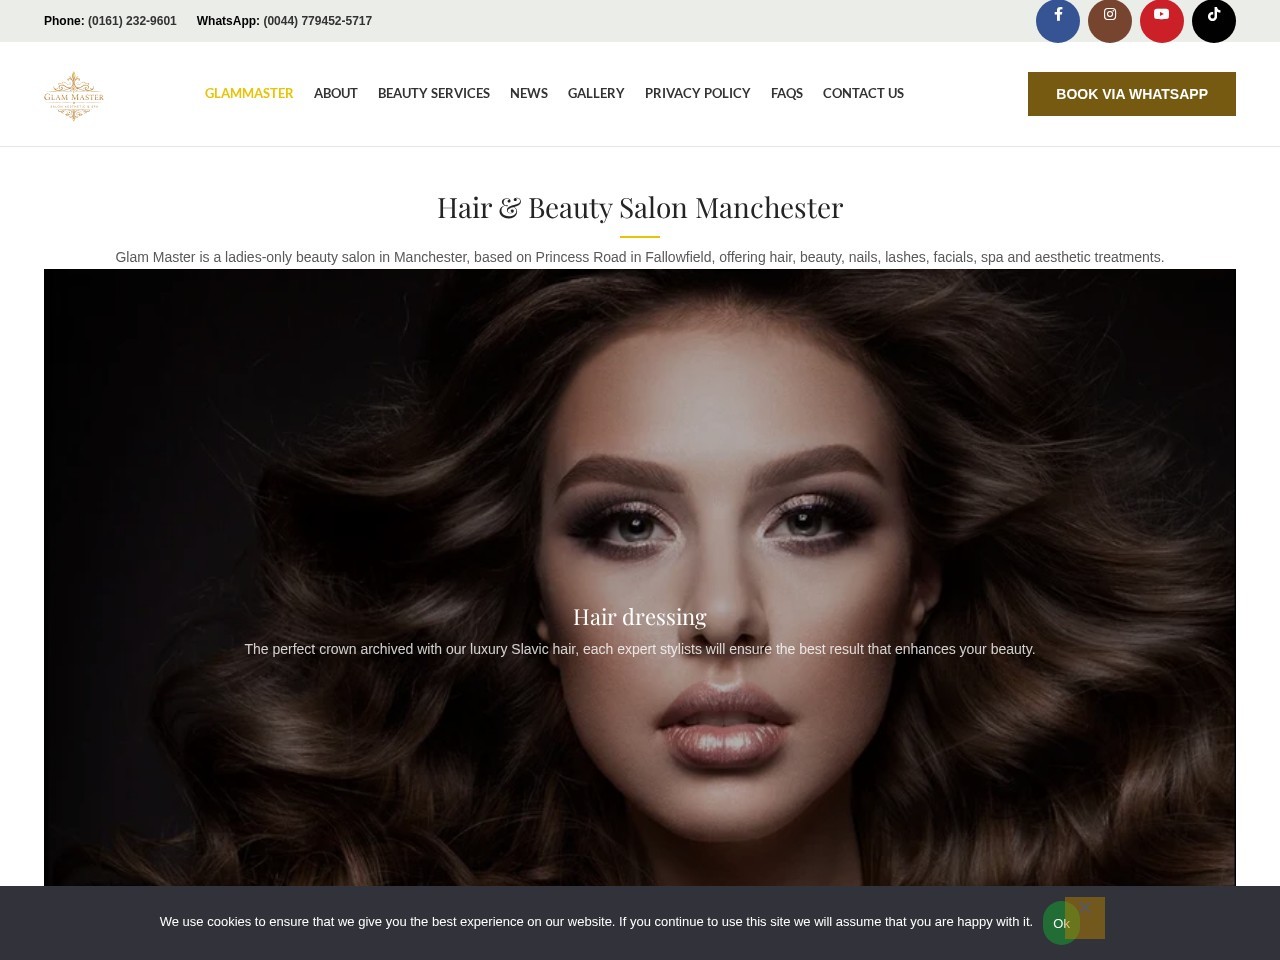 Phone: (0161) 232-9601 WhatsApp: (0044) 779452-5717
GLAM MASTER
GLAMMASTER ABOUT BEAUTY SERVICES NEWS GALLERY PRIVACY POLICY FAQS CONTACT US
BOOK VIA WHATSAPP
Hair & Beauty Salon Manchester
Glam Master is a ladies-only beauty salon in Manchester, based on Princess Road in Fallowfield, offering hair, beauty, nails, lashes, facials, spa and aesthetic treatments.
Hair dressing
The perfect crown archived with our luxury Slavic hair, each expert stylists will ensure the best result that enhances your beauty.
We use cookies to ensure that we give you the best experience on our website. If you continue to use this site we will assume that you are happy with it. Ok